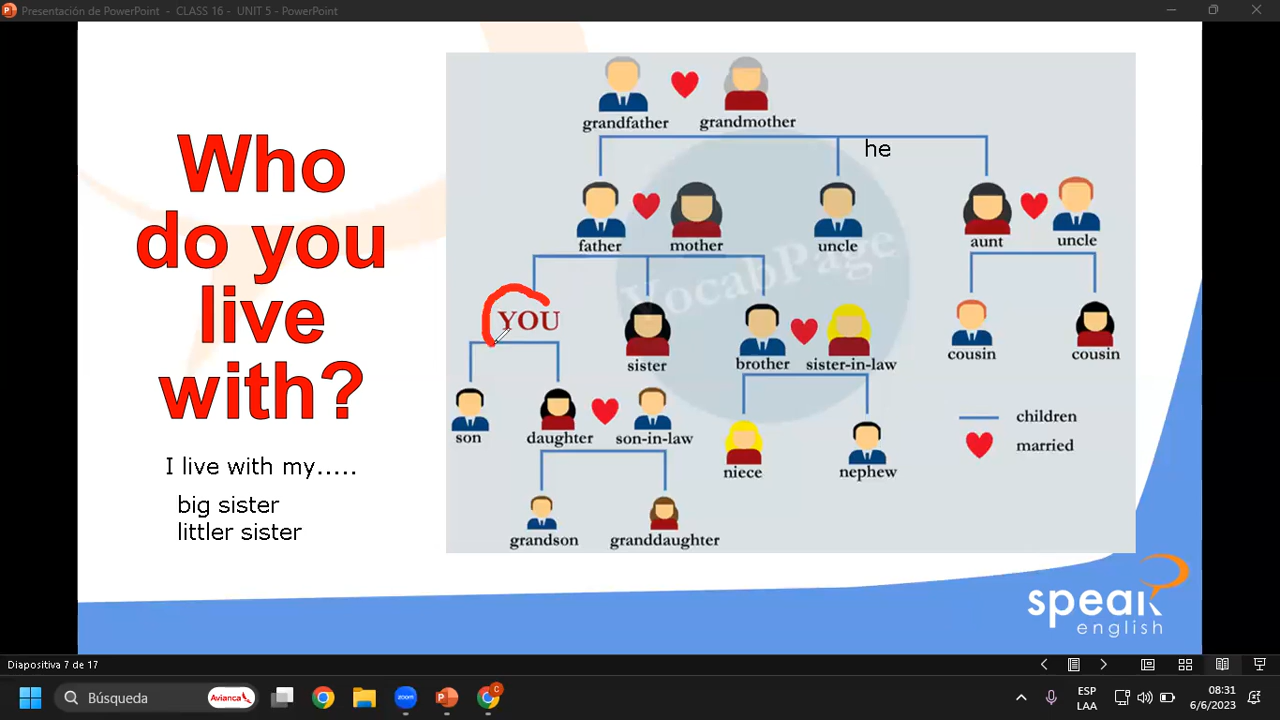 Presentación de PowerPoint - CLASS 16 - UNIT 5 - PowerPoint
Who
do you
live
with?
I live with my.....
big sister
littler sister
grandfather grandmother
he
father mother uncle aunt uncle
VocabPage
YOU
sister brother sister-in-law cousin cousin
son daughter son-in-law
niece nephew
children
married
grandson granddaughter
speak
english
Diapositiva 7 de 17
Búsqueda
Avianca
zoom
C
ESP
LAA
08:31
6/6/2023